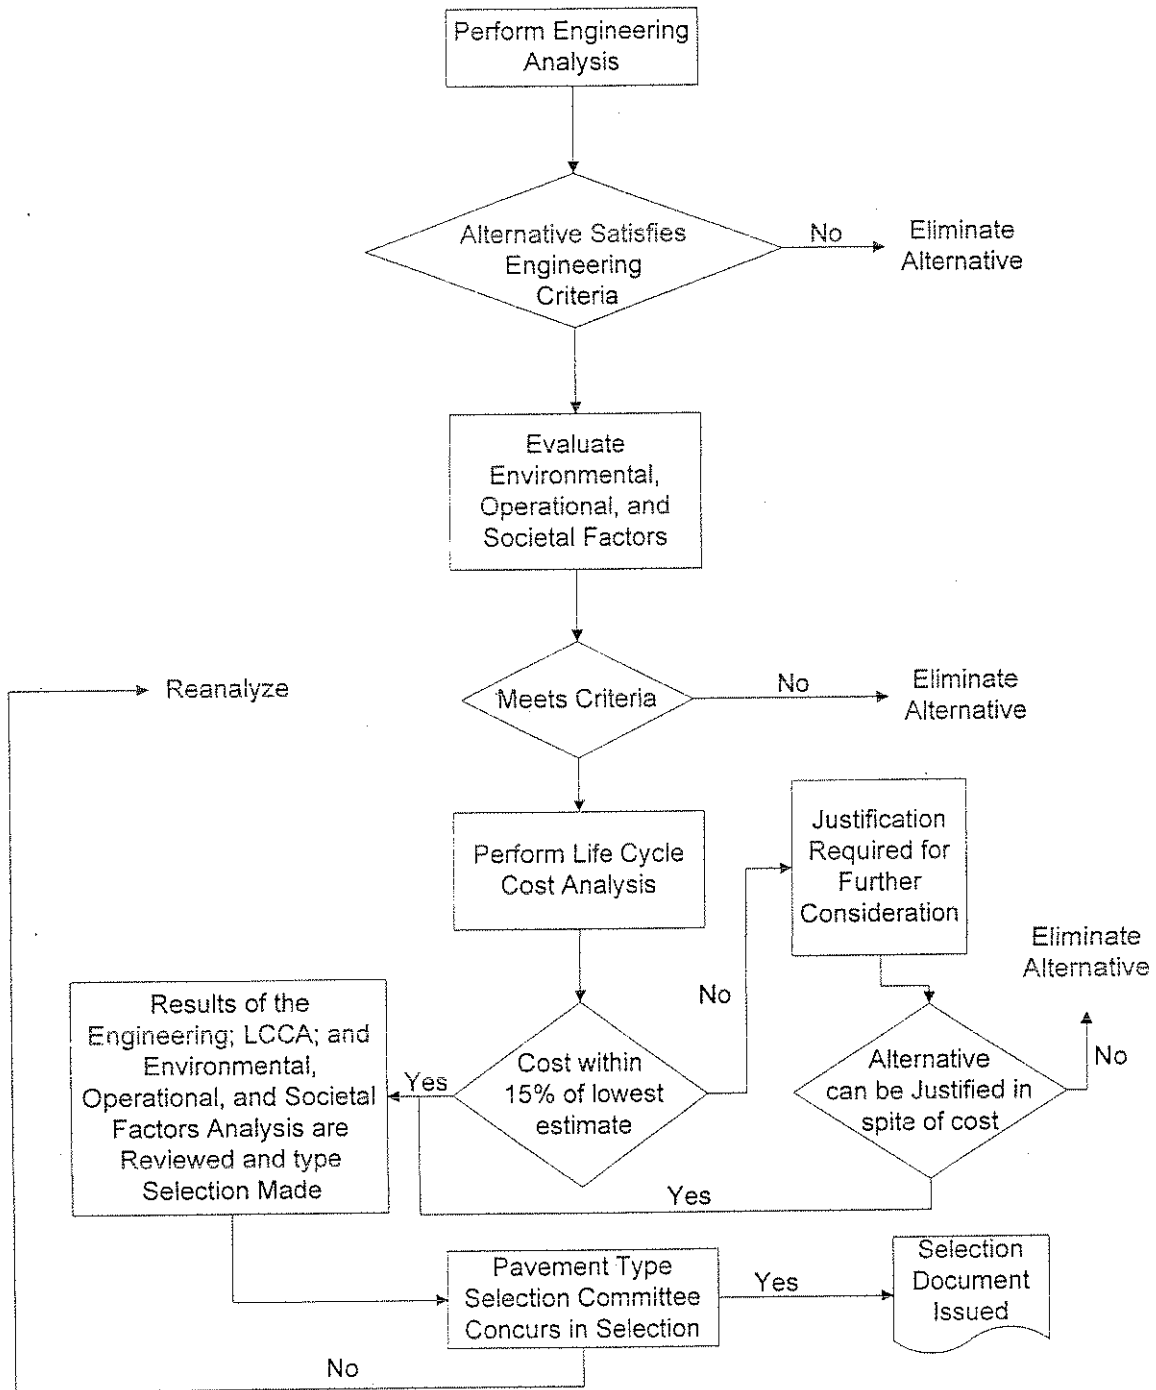 Perform Engineering
Analysis
Alternative Satisfies
Engineering
Criteria
No
Eliminate
Alternative
Evaluate
Environmental,
Operational, and
Societal Factors
Reanalyze
Meets Criteria
No
Eliminate
Alternative
Perform Life Cycle
Cost Analysis
Justification
Required for
Further
Consideration
Eliminate
Alternative
Results of the
Engineering; LCCA; and
Environmental,
Operational, and Societal
Factors Analysis are
Reviewed and type
Selection Made
Yes
Cost within
15% of lowest
estimate
No
Alternative
can be Justified in
spite of cost
No
Yes
Pavement Type
Selection Committee
Concurs in Selection
Yes
Selection
Document
Issued
No